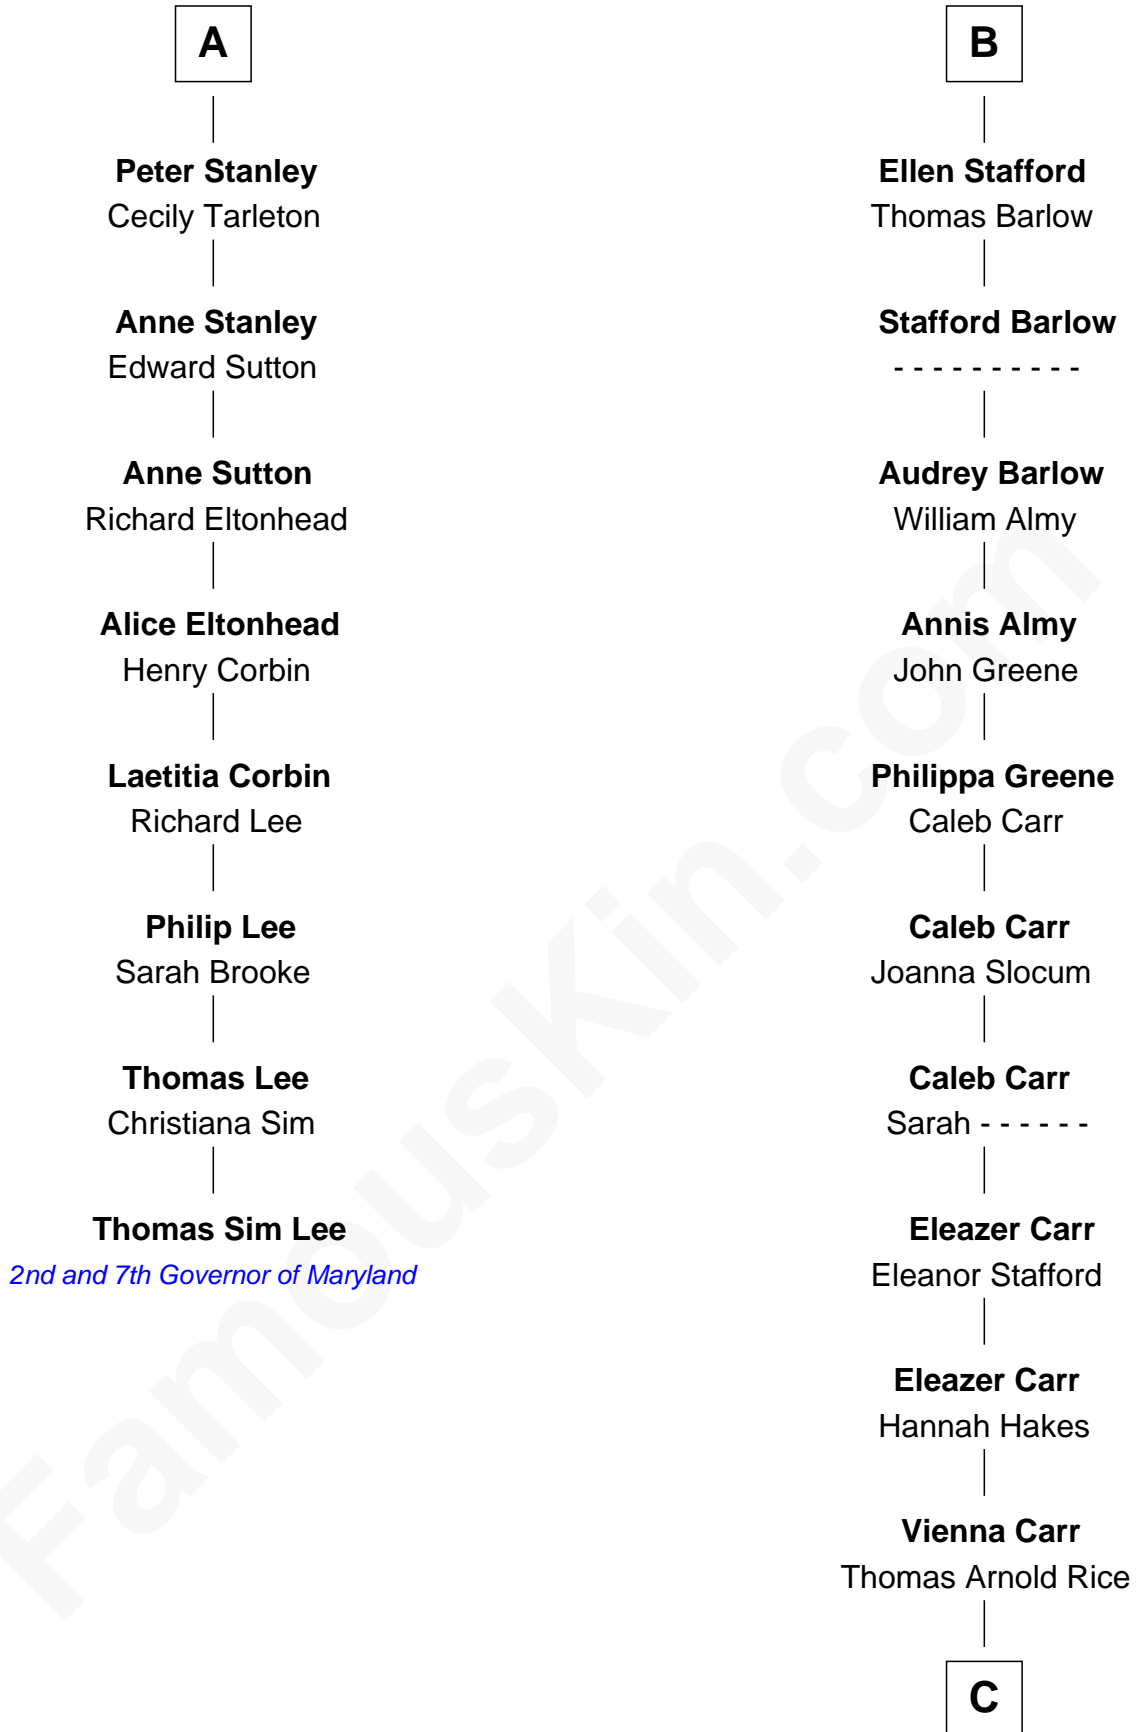 A
Peter Stanley
Cecily Tarleton
Anne Stanley
Edward Sutton
Anne Sutton
Richard Eltonhead
Alice Eltonhead
Henry Corbin
Laetitia Corbin
Richard Lee
Philip Lee
Sarah Brooke
Thomas Lee
Christiana Sim
Thomas Sim Lee
2nd and 7th Governor of Maryland
B
Ellen Stafford
Thomas Barlow
Stafford Barlow
- - - - - - - - - -
Audrey Barlow
William Almy
Annis Almy
John Greene
Philippa Greene
Caleb Carr
Caleb Carr
Joanna Slocum
Caleb Carr
Sarah - - - - - -
Eleazer Carr
Eleanor Stafford
Eleazer Carr
Hannah Hakes
Vienna Carr
Thomas Arnold Rice
C
FamousKin.com